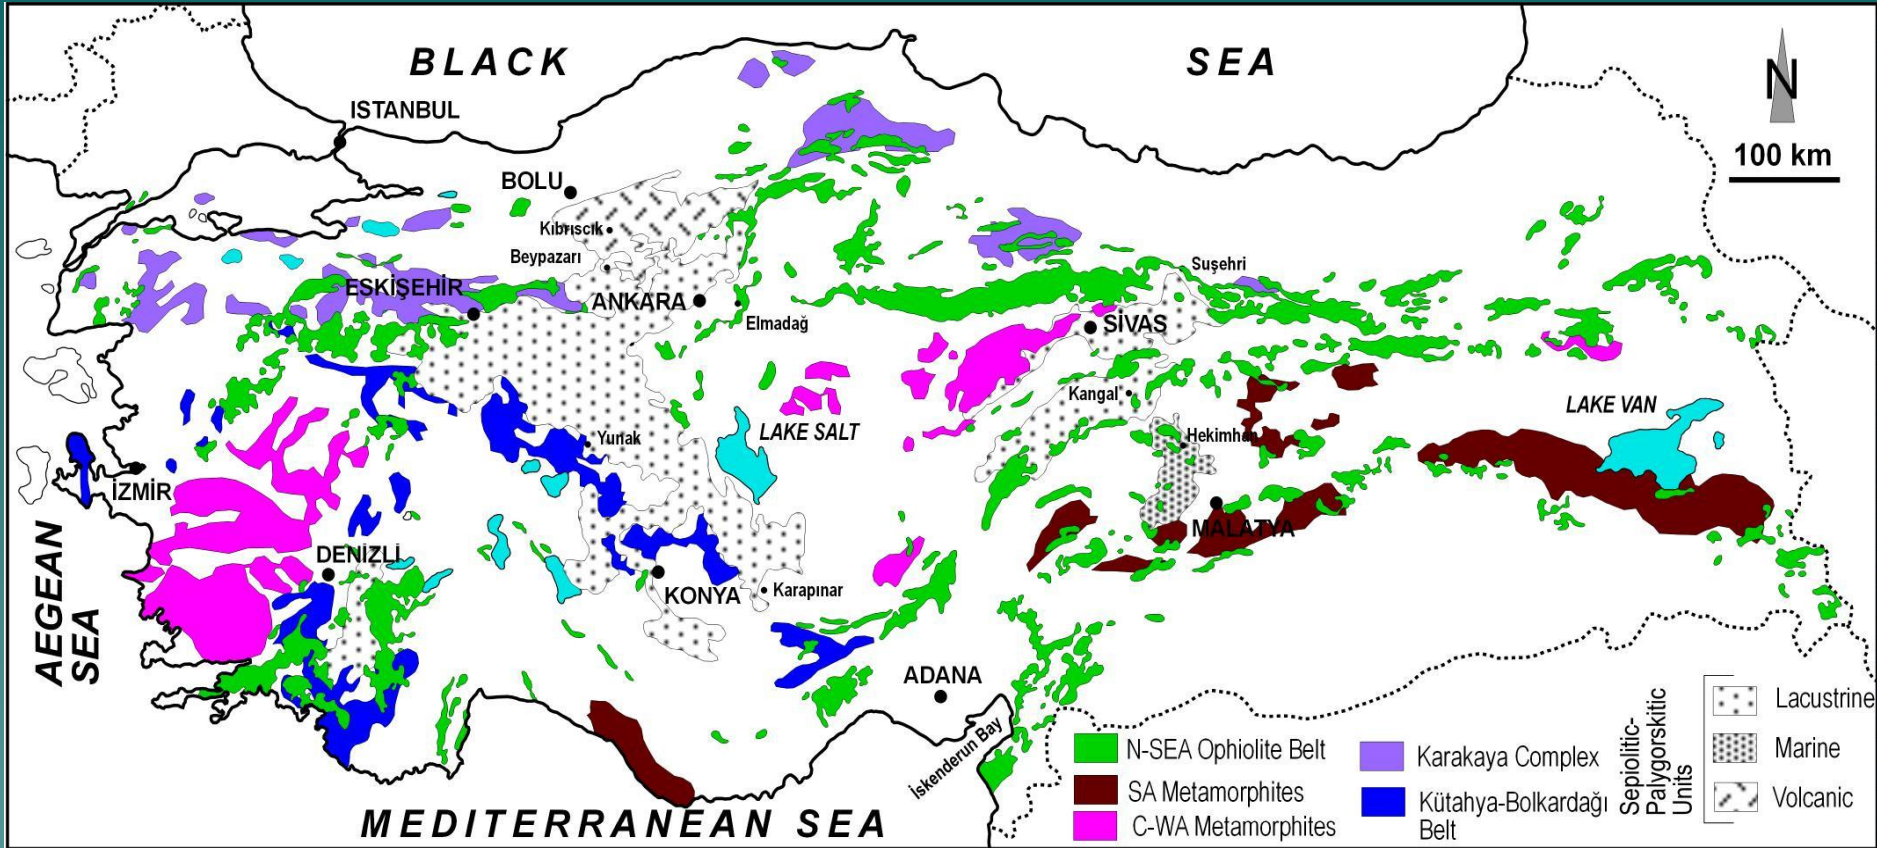 BLACK SEA
N
100 km
ISTANBUL
BOLU
Kıbrıscık
Beypazarı
ESKİŞEHİR
ANKARA
Elmadağ
Suşehri
SİVAS
Kangal
LAKE SALT
LAKE VAN
Hekimhan
Yunak
İZMİR
MALATYA
AEGEAN
SEA
DENİZLİ
KONYA
Karapınar
ADANA
İskenderun Bay
MEDITERRANEAN SEA
N-SEA Ophiolite Belt
SA Metamorphites
C-WA Metamorphites
Karakaya Complex
Kütahya-Bolkardağı
Belt
Sepiolitic-
Palygorskitic
Units
Lacustrine
Marine
Volcanic